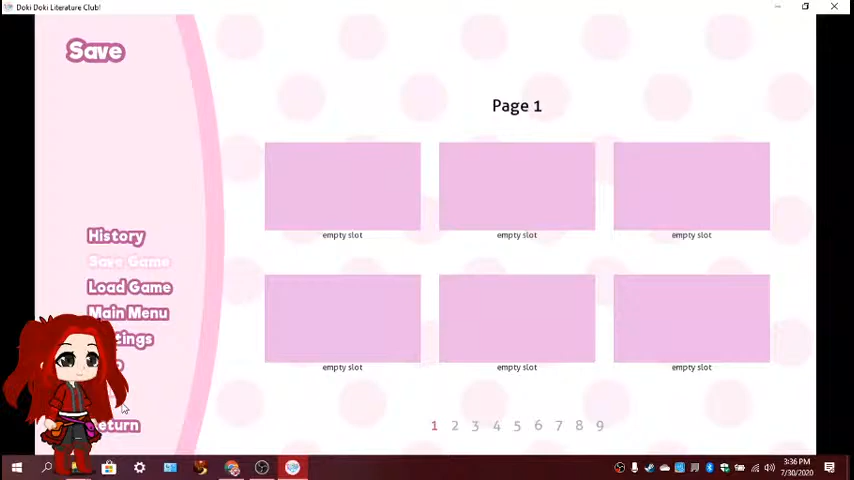 Doki Doki Literature Club!
Save
Page 1
empty slot empty slot empty slot
History
Save Game
Load Game
Main Menu
empty slot empty slot empty slot
1 2 3 4 5 6 7 8 9
3:36 PM
7/30/2020